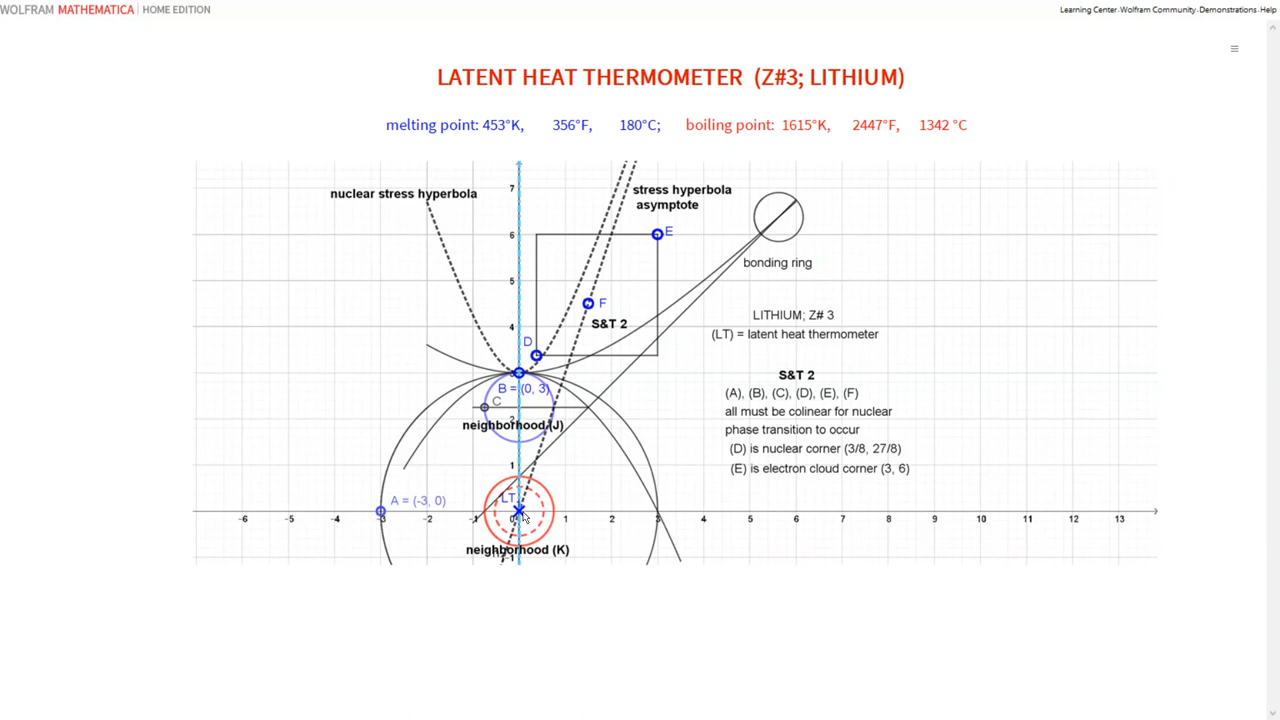 WOLFRAM MATHEMATICA | HOME EDITION
Learning Center · Wolfram Community · Demonstrations · Help
LATENT HEAT THERMOMETER (Z#3; LITHIUM)
melting point: 453°K, 356°F, 180°C; boiling point: 1615°K, 2447°F, 1342 °C
nuclear stress hyperbola
stress hyperbola
asymptote
7
6
E
5
bonding ring
F
S&T 2
4
D
LITHIUM; Z# 3
(LT) = latent heat thermometer
S&T 2
B = (0, 3)
C
(A), (B), (C), (D), (E), (F)
all must be colinear for nuclear
phase transition to occur
2
neighborhood (J)
(D) is nuclear corner (3/8, 27/8)
1
(E) is electron cloud corner (3, 6)
A = (-3, 0)
LT
-6 -5 -4 -3 -2 -1 0 1 2 3 4 5 6 7 8 9 10 11 12 13
neighborhood (K)
-1